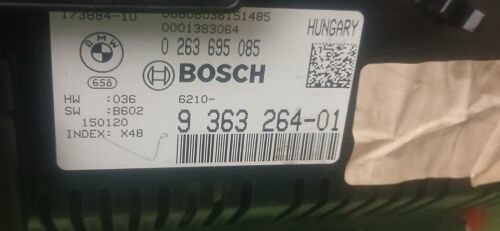 173884-10
0001383064
HUNGARY
BMW
0 263 695 085
658
BOSCH
HW :036
6210-
SW :B602
150120
9 363 264-01
INDEX: X48